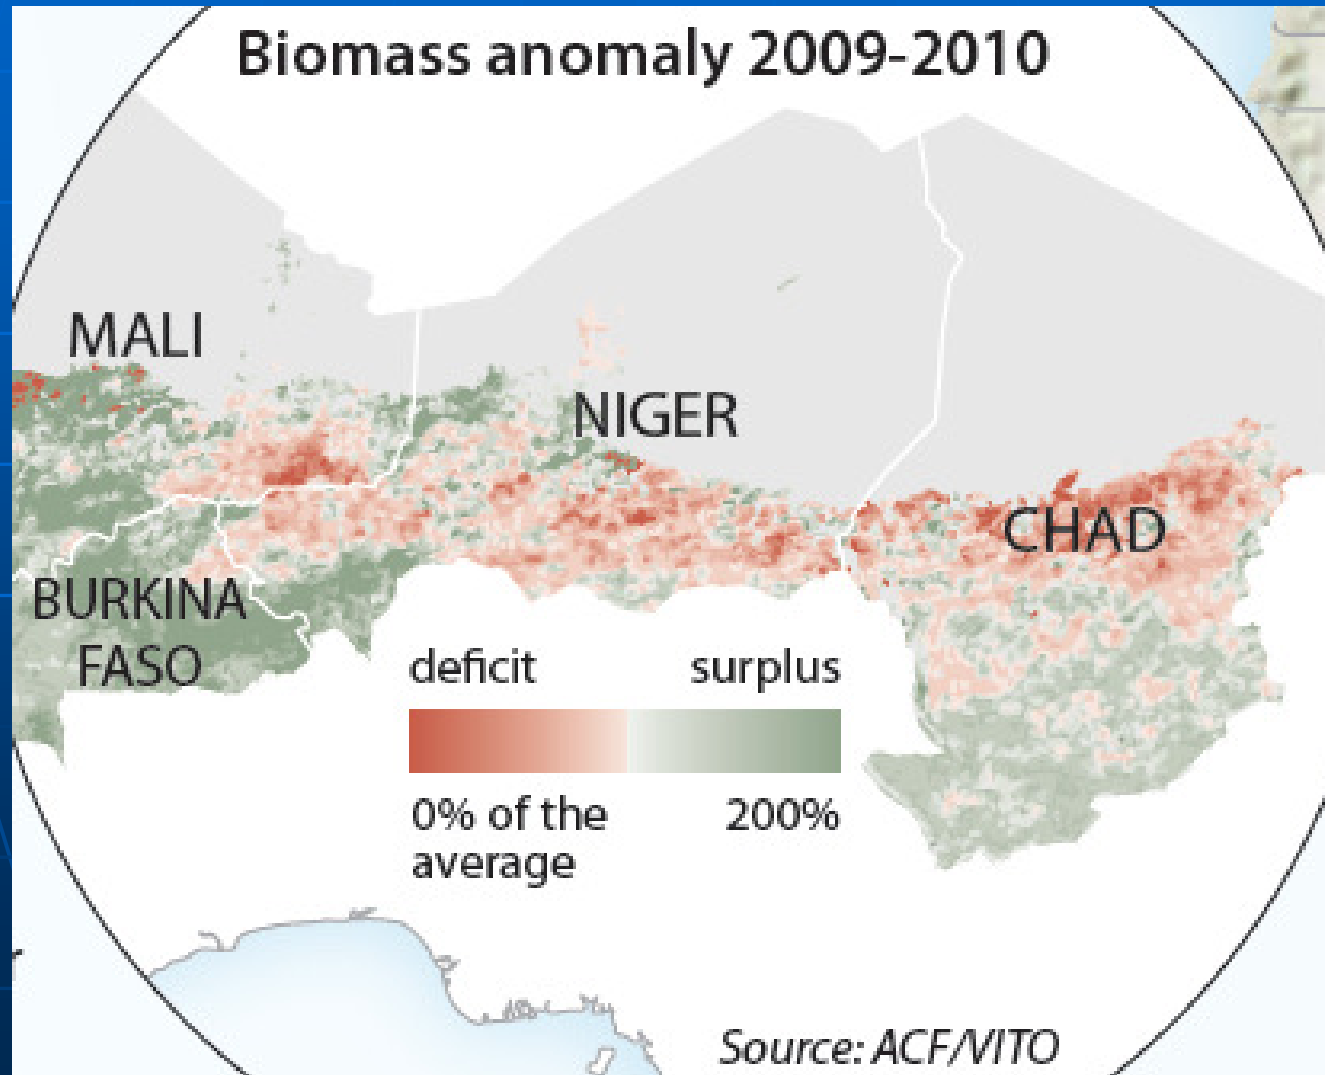 Biomass anomaly 2009-2010
MALI
NIGER
CHAD
BURKINA
FASO
deficit surplus
0% of the 200%
average
Source: ACF/VITO